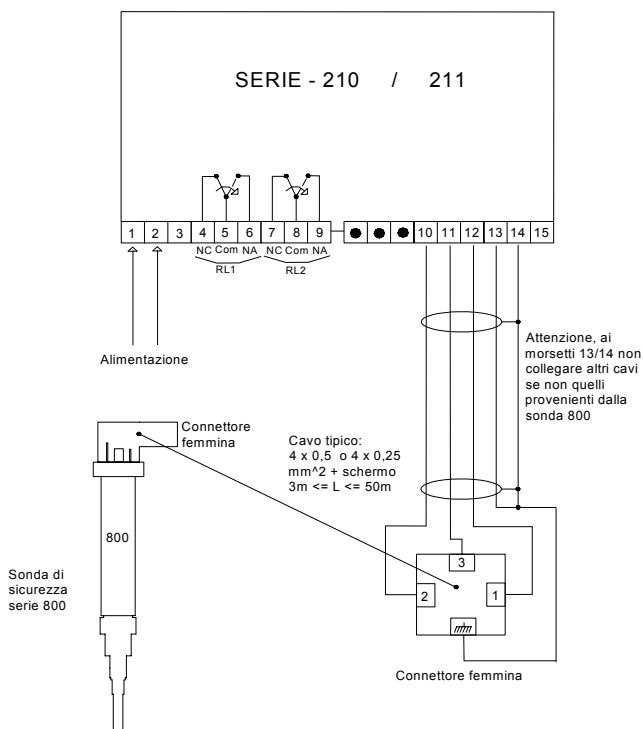 SERIE - 210 / 211
1 2 3 4 5 6 7 8 9 10 11 12 13 14 15
NC Com NA NC Com NA
RL1 RL2
Alimentazione
Attenzione, ai
morsetti 13/14 non
collegare altri cavi
se non quelli
provenienti dalla
sonda 800
Connettore
femmina
Cavo tipico:
4 x 0,5 o 4 x 0,25
mm^2 + schermo
3m <= L <= 50m
800
Sonda di
sicurezza
serie 800
3
2 1
Connettore femmina